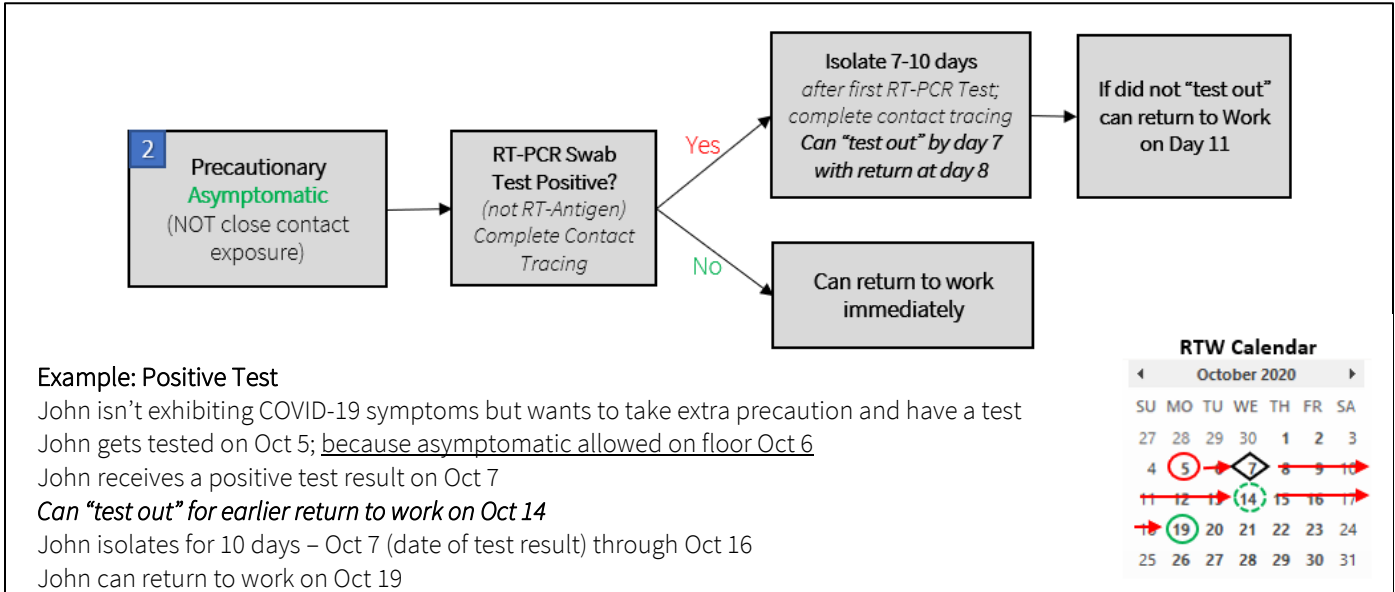 2
Precautionary
Asymptomatic
(NOT close contact
exposure)
RT-PCR Swab
Test Positive?
(not RT-Antigen)
Complete Contact
Tracing
Yes
No
Isolate 7-10 days
after first RT-PCR Test;
complete contact tracing
Can “test out” by day 7
with return at day 8
If did not “test out”
can return to Work
on Day 11
Can return to work
immediately
Example: Positive Test
John isn’t exhibiting COVID-19 symptoms but wants to take extra precaution and have a test
John gets tested on Oct 5; because asymptomatic allowed on floor Oct 6
John receives a positive test result on Oct 7
Can “test out” for earlier return to work on Oct 14
John isolates for 10 days – Oct 7 (date of test result) through Oct 16
John can return to work on Oct 19
RTW Calendar
October 2020
SU MO TU WE TH FR SA
27 28 29 30 1 2 3
4 5 6 7 8 9 10
11 12 13 14 15 16 17
18 19 20 21 22 23 24
25 26 27 28 29 30 31